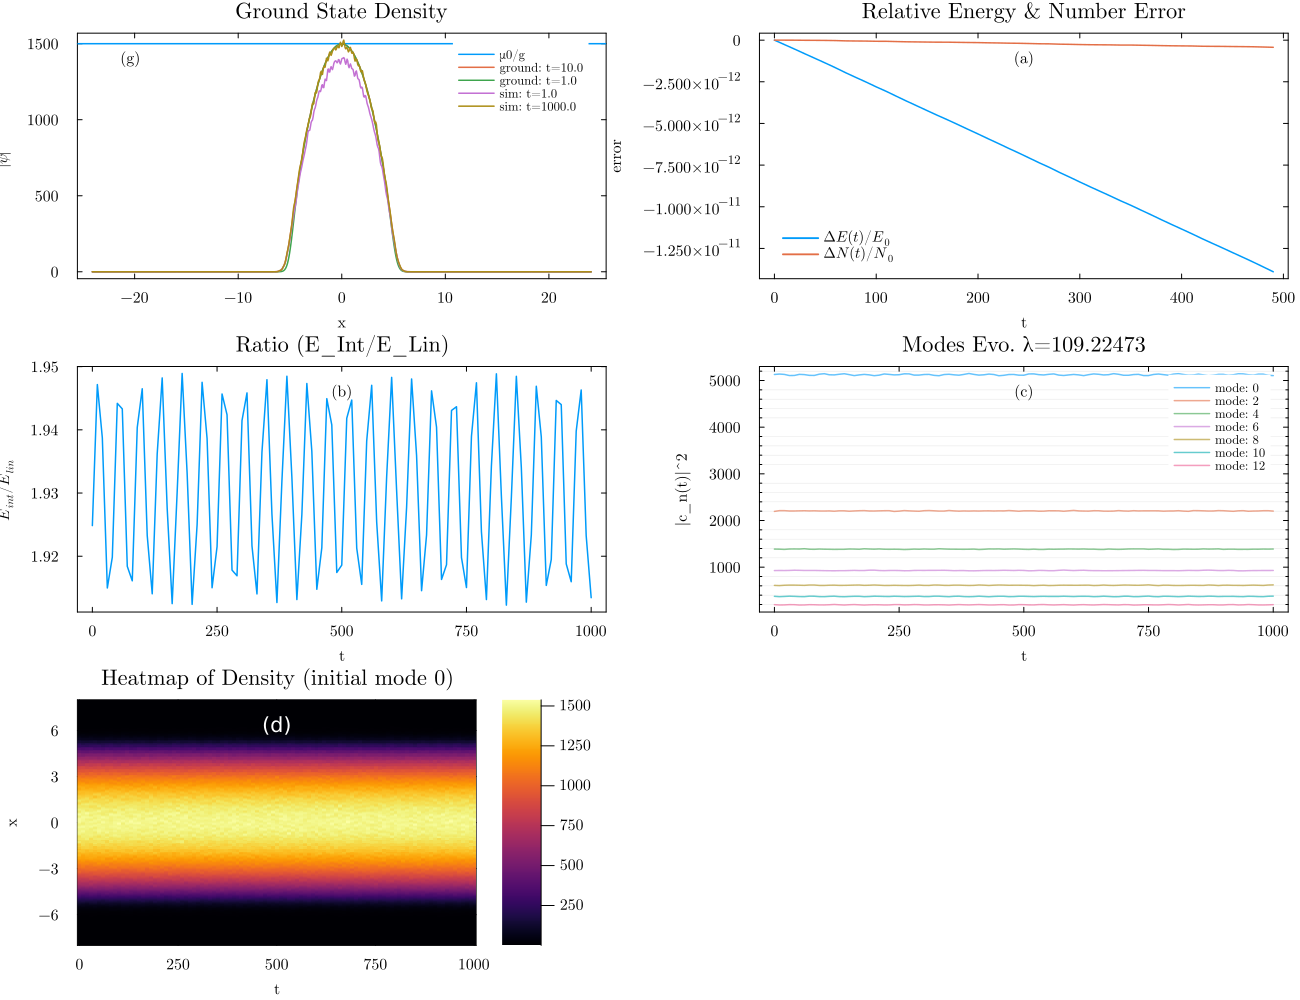 Ground State Density
(g)
μ0/g
ground: t=10.0
ground: t=1.0
sim: t=1.0
sim: t=1000.0
|ψ|
1500
1000
500
0
−20
−10
0
10
20
x
Relative Energy & Number Error
(a)
error
0
−2.500×10⁻¹²
−5.000×10⁻¹²
−7.500×10⁻¹²
−1.000×10⁻¹¹
−1.250×10⁻¹¹
ΔE(t)/E₀
ΔN(t)/N₀
0
100
200
300
400
500
t
Ratio (E_Int/E_Lin)
(b)
E_int/E_lin
1.95
1.94
1.93
1.92
0
250
500
750
1000
t
Modes Evo. λ=109.22473
(c)
|c_n(t)|^2
5000
4000
3000
2000
1000
mode: 0
mode: 2
mode: 4
mode: 6
mode: 8
mode: 10
mode: 12
0
250
500
750
1000
t
Heatmap of Density (initial mode 0)
(d)
x
6
3
0
−3
−6
0
250
500
750
1000
t
1500
1250
1000
750
500
250